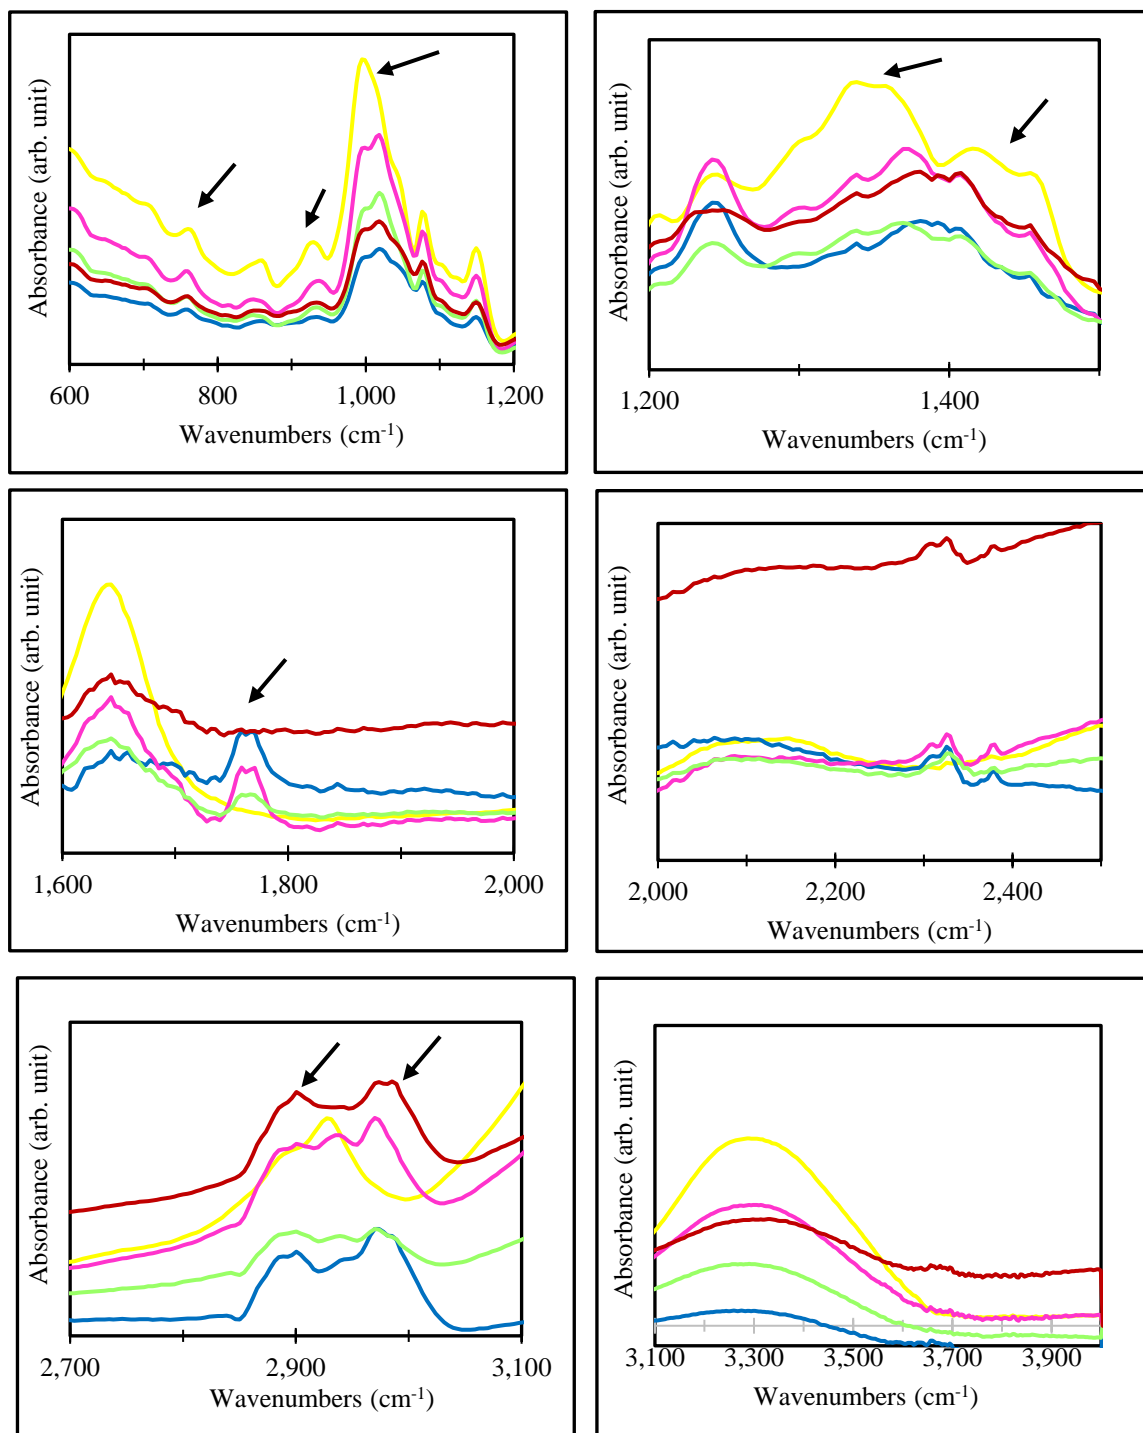 Absorbance (arb. unit)
600 800 1,000 1,200
Wavenumbers (cm-1)
Absorbance (arb. unit)
1,200 1,400
Wavenumbers (cm-1)
Absorbance (arb. unit)
1,600 1,800 2,000
Wavenumbers (cm-1)
Absorbance (arb. unit)
2,000 2,200 2,400
Wavenumbers (cm-1)
Absorbance (arb. unit)
2,700 2,900 3,100
Wavenumbers (cm-1)
Absorbance (arb. unit)
3,100 3,300 3,500 3,700 3,900
Wavenumbers (cm-1)